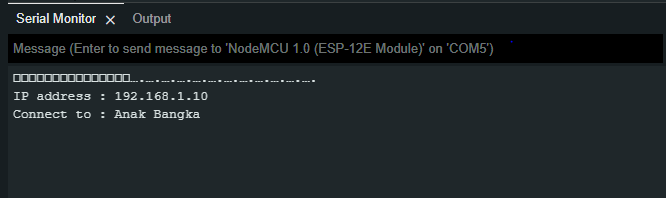 Serial Monitor × Output
Message (Enter to send message to 'NodeMCU 1.0 (ESP-12E Module)' on 'COM5')
□□□□□□□□□□□□□□□….….….….….….….….….….….
IP address : 192.168.1.10
Connect to : Anak Bangka